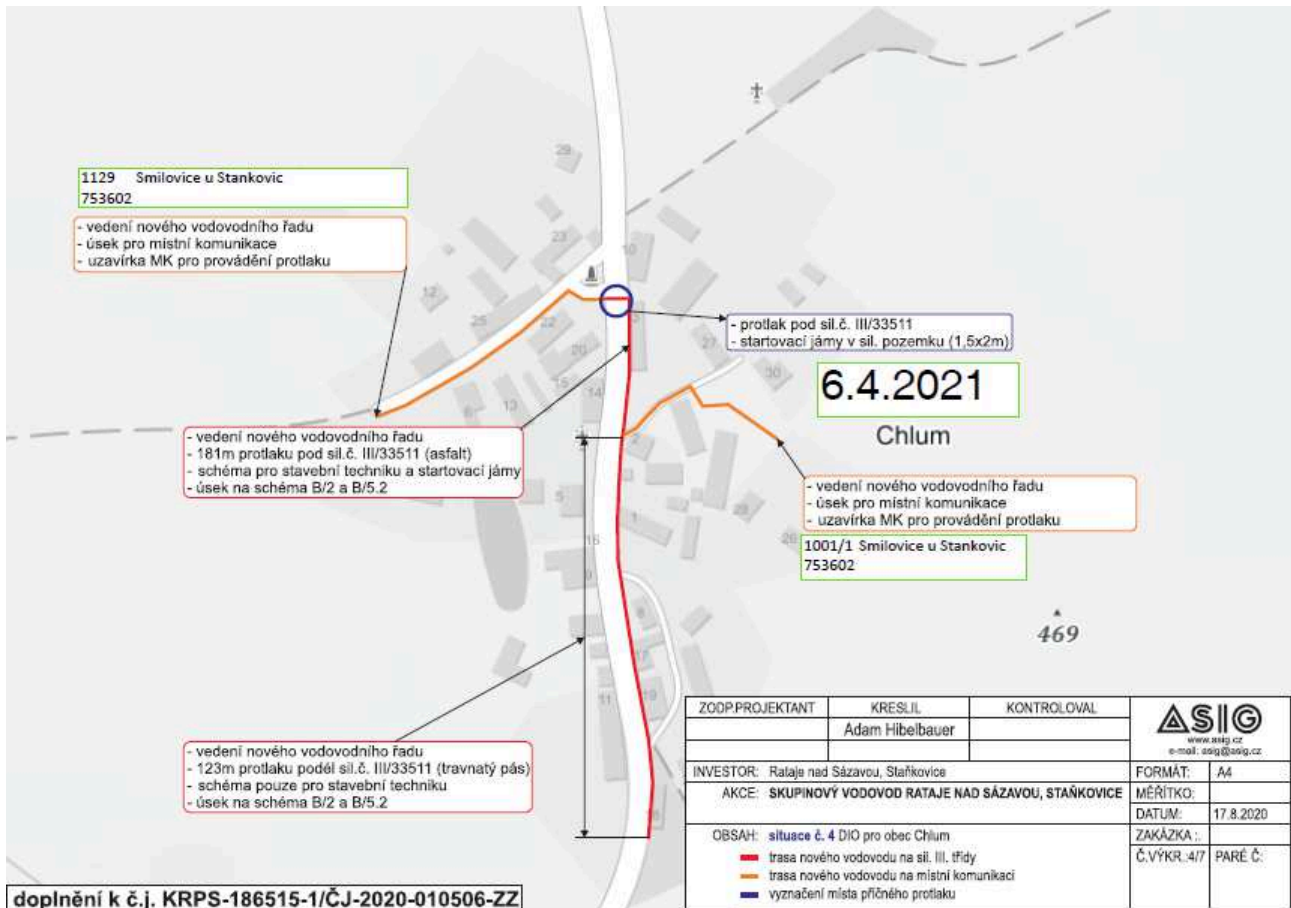 1129 Smilovice u Stankovic
753602
- vedení nového vodovodního řadu
- úsek pro místní komunikace
- uzavírka MK pro provádění protlaku
- protlak pod sil.č. III/33511
- startovací jámy v sil. pozemku (1,5x2m)
6.4.2021
Chlum
- vedení nového vodovodního řadu
- 181m protlaku pod sil.č. III/33511 (asfalt)
- schéma pro stavební techniku a startovací jámy
- úsek na schéma B/2 a B/5.2
- vedení nového vodovodního řadu
- úsek pro místní komunikace
- uzavírka MK pro provádění protlaku
1001/1 Smilovice u Stankovic
753602
469
- vedení nového vodovodního řadu
- 123m protlaku podél sil.č. III/33511 (travnatý pás)
- schéma pouze pro stavební techniku
- úsek na schéma B/2 a B/5.2
29
23
10
12
25
22
20
27
30
15
14
13
6
2
5
1
2
29
26
16
9
8
17
11
19
18
ZODP.PROJEKTANT KRESLIL KONTROLOVAL
Adam Hibelbauer
ASIG
www.asig.cz
e-mail: asig@asig.cz
INVESTOR: Rataje nad Sázavou, Staňkovice
FORMÁT: A4
AKCE: SKUPINOVÝ VODOVOD RATAJE NAD SÁZAVOU, STAŇKOVICE
MĚŘÍTKO:
DATUM: 17.8.2020
OBSAH: situace č. 4 DIO pro obec Chlum
ZAKÁZKA :.
trasa nového vodovodu na sil. III. třídy
Č.VÝKR.:4/7 PARÉ Č:
trasa nového vodovodu na místní komunikaci
vyznačení místa příčného protlaku
doplnění k č.j. KRPS-186515-1/ČJ-2020-010506-ZZ